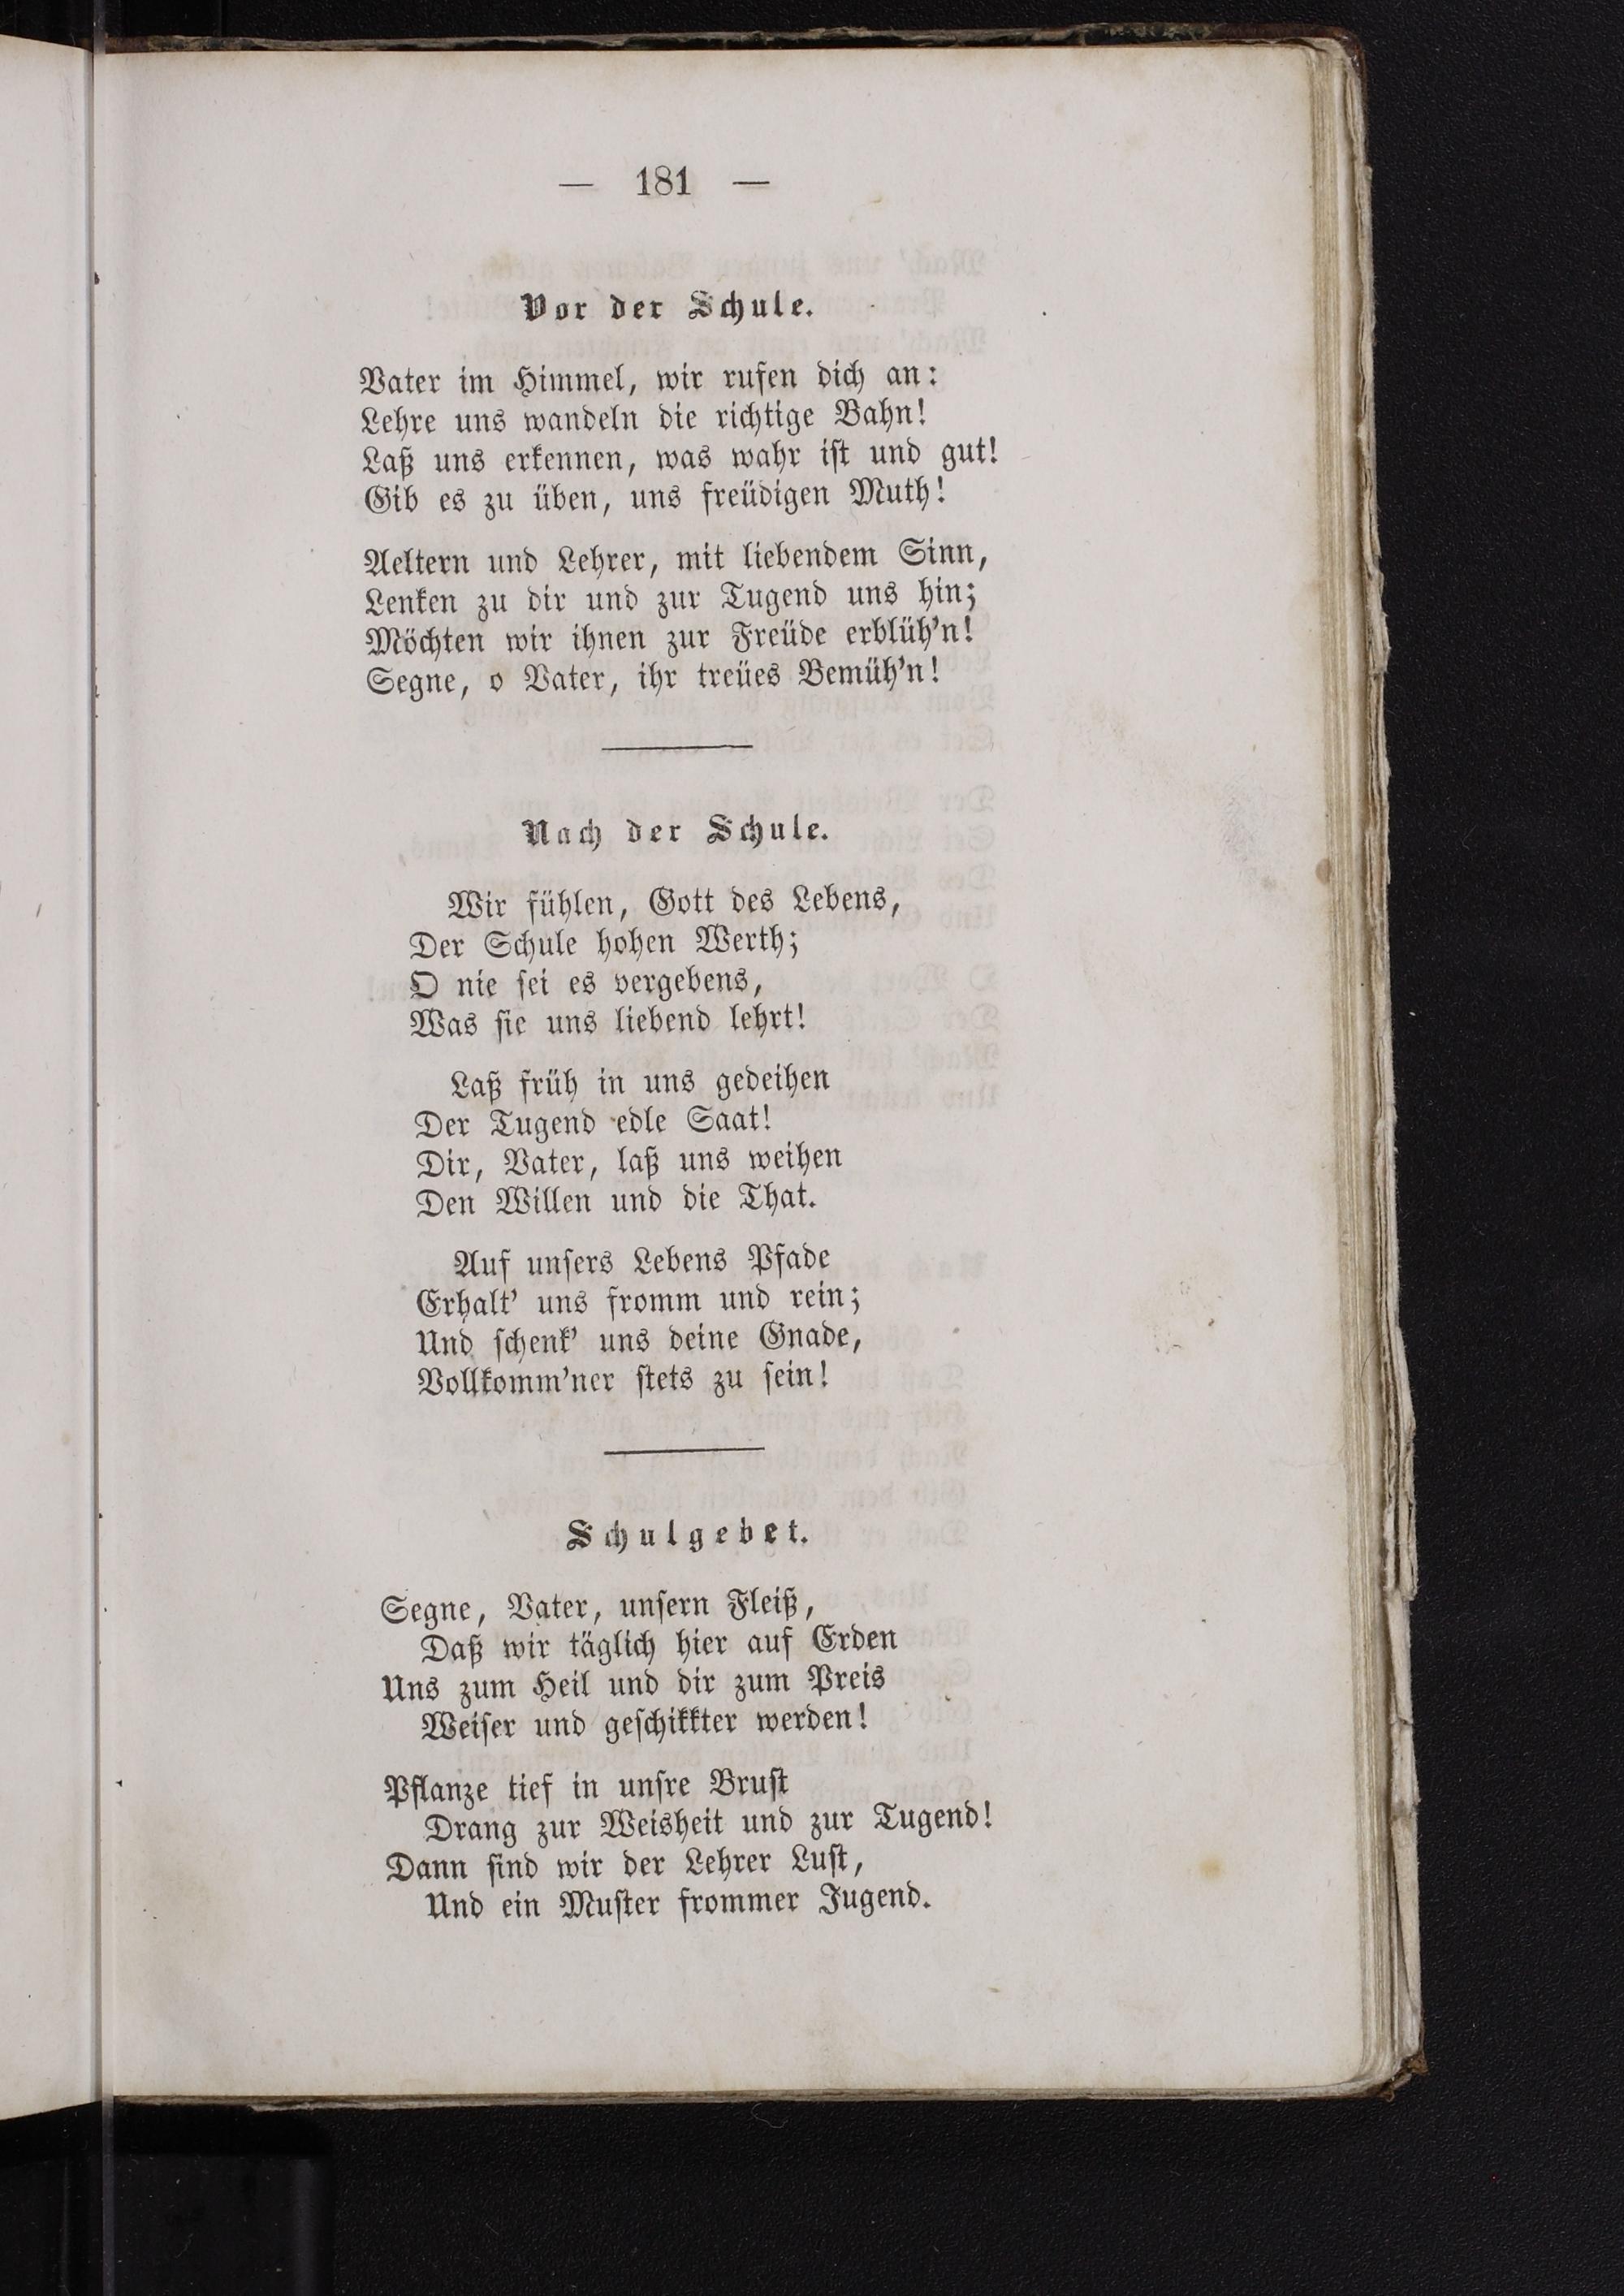 — 181 —
Vor der Schule.
Vater im Himmel, wir rufen dich an:
Lehre uns wandeln die richtige Bahn!
Laß uns erkennen, was wahr ist und gut!
Gib es zu üben, uns freüdigen Muth!
Aeltern und Lehrer, mit liebendem Sinn,
Lenken zu dir und zur Tugend uns hin;
Möchten wir ihnen zur Freüde erblüh'n!
Segne, o Vater, ihr treües Bemüh'n!
Nach der Schule.
Wir fühlen, Gott des Lebens,
Der Schule hohen Werth;
O nie sei es vergebens,
Was sie uns liebend lehrt!
Laß früh in uns gedeihen
Der Tugend edle Saat!
Dir, Vater, laß uns weihen
Den Willen und die That.
Auf unsers Lebens Pfade
Erhalt' uns fromm und rein;
Und schenk' uns deine Gnade,
Vollkomm'ner stets zu sein!
Schulgebet.
Segne, Vater, unsern Fleiß,
Daß wir täglich hier auf Erden
Uns zum Heil und dir zum Preis
Weiser und geschikkter werden!
Pflanze tief in unsre Brust
Drang zur Weisheit und zur Tugend!
Dann sind wir der Lehrer Lust,
Und ein Muster frommer Jugend.